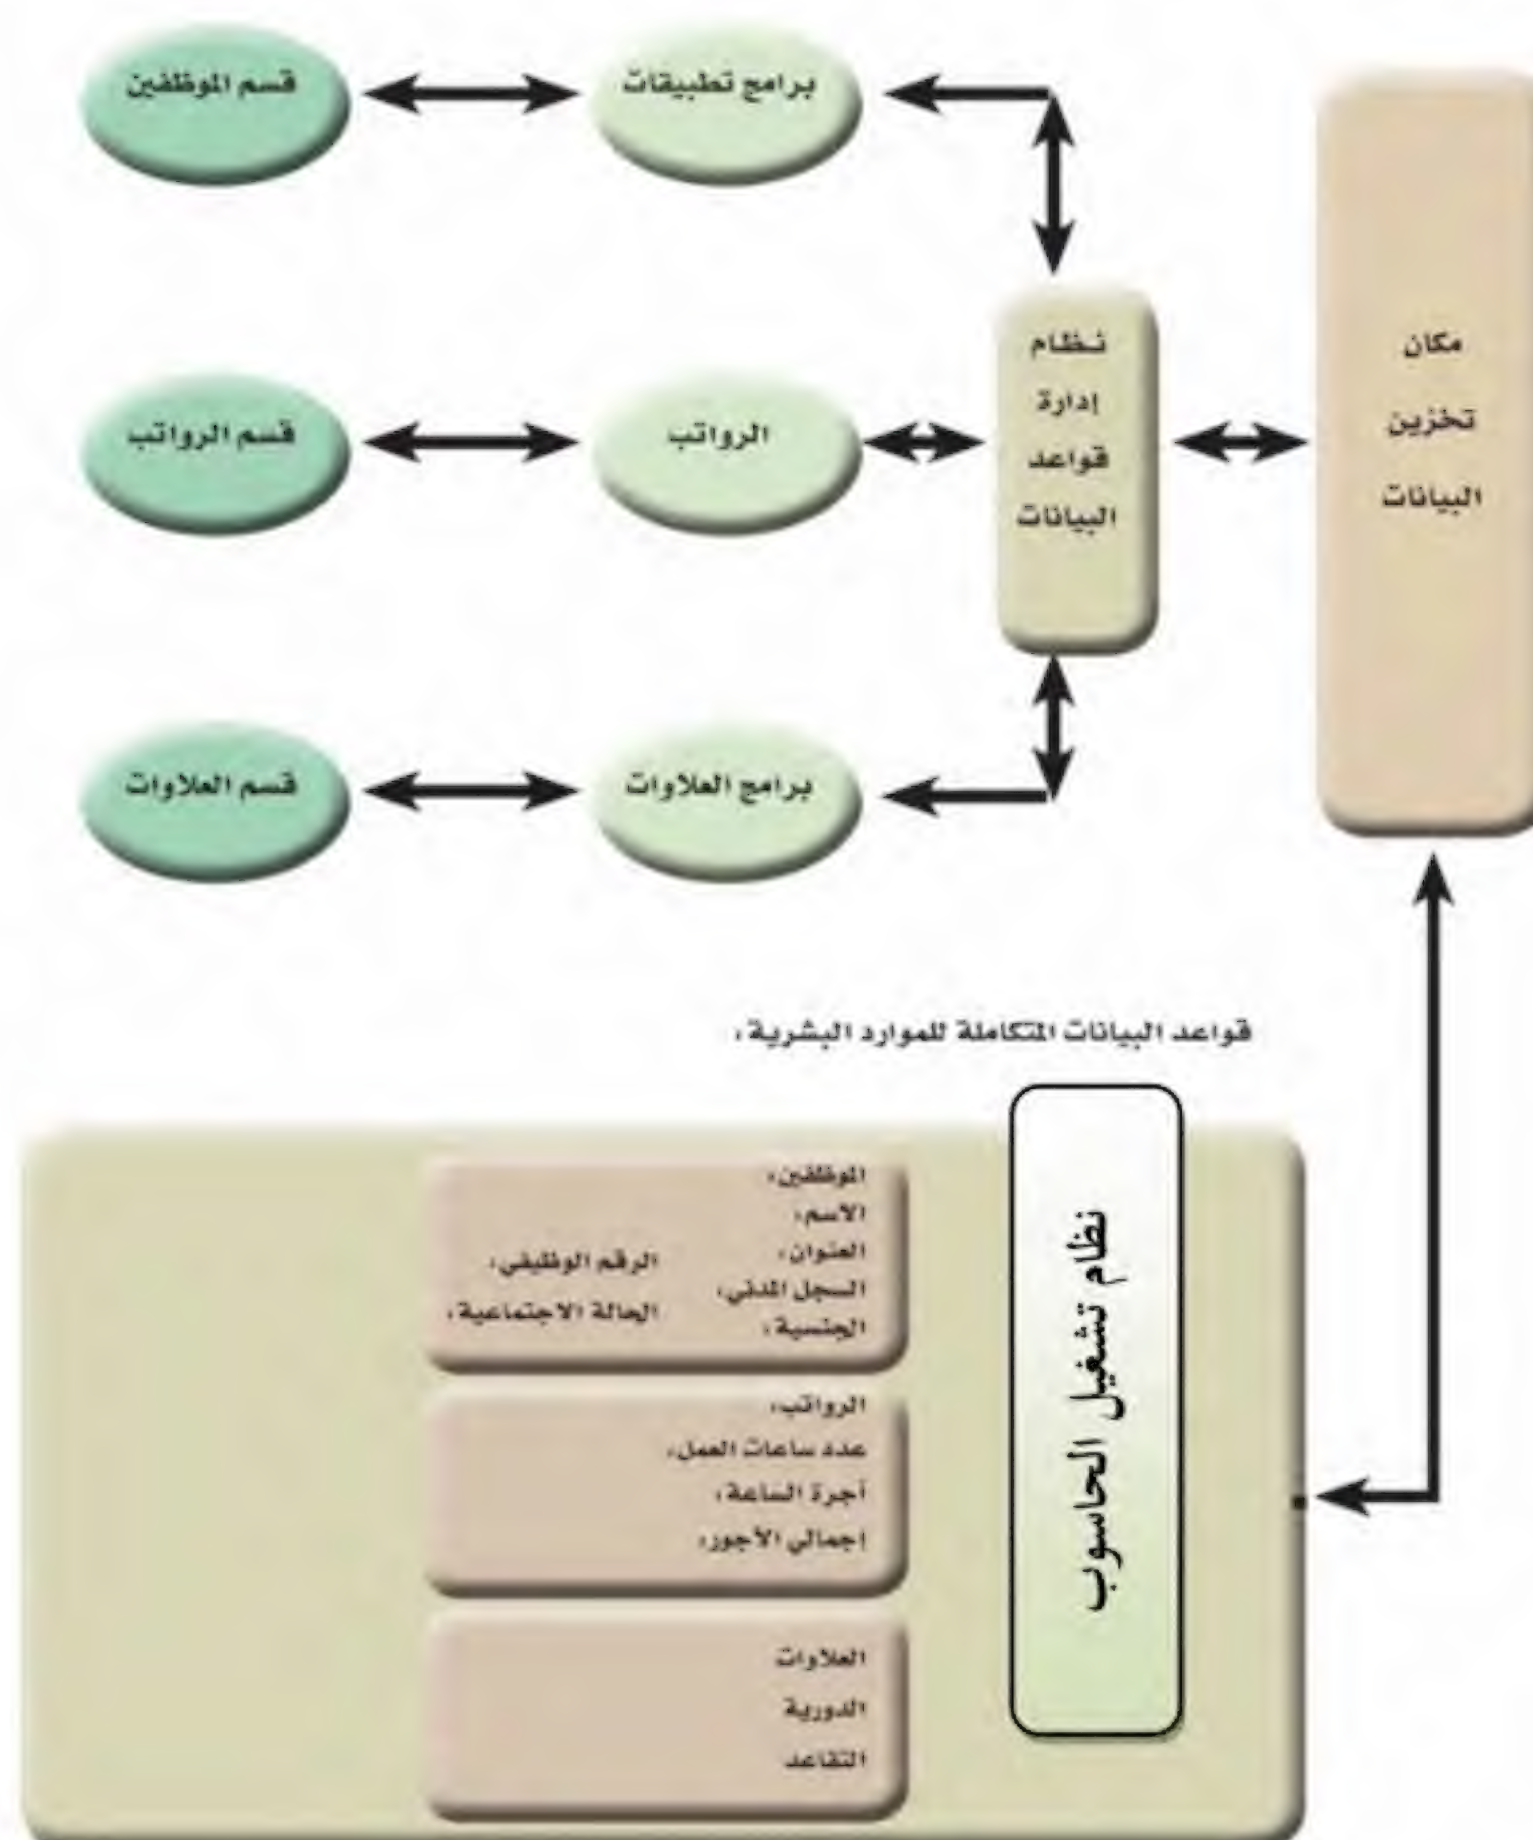 قسم الموظفين
برامج تطبيقات
قسم الرواتب
الرواتب
قسم العلاوات
برامج العلاوات
نظام
إدارة
قواعد
البيانات
مكان
تخزين
البيانات
قواعد البيانات المتكاملة للموارد البشرية :
نظام تشغيل الحاسوب
الموظفين:
الاسم:
العنوان:
السجل المدني:
الجنسية:
الرقم الوظيفي:
الحالة الاجتماعية:
الرواتب:
عدد ساعات العمل:
أجرة الساعة:
إجمالي الأجور:
العلاوات
الدورية
التقاعد